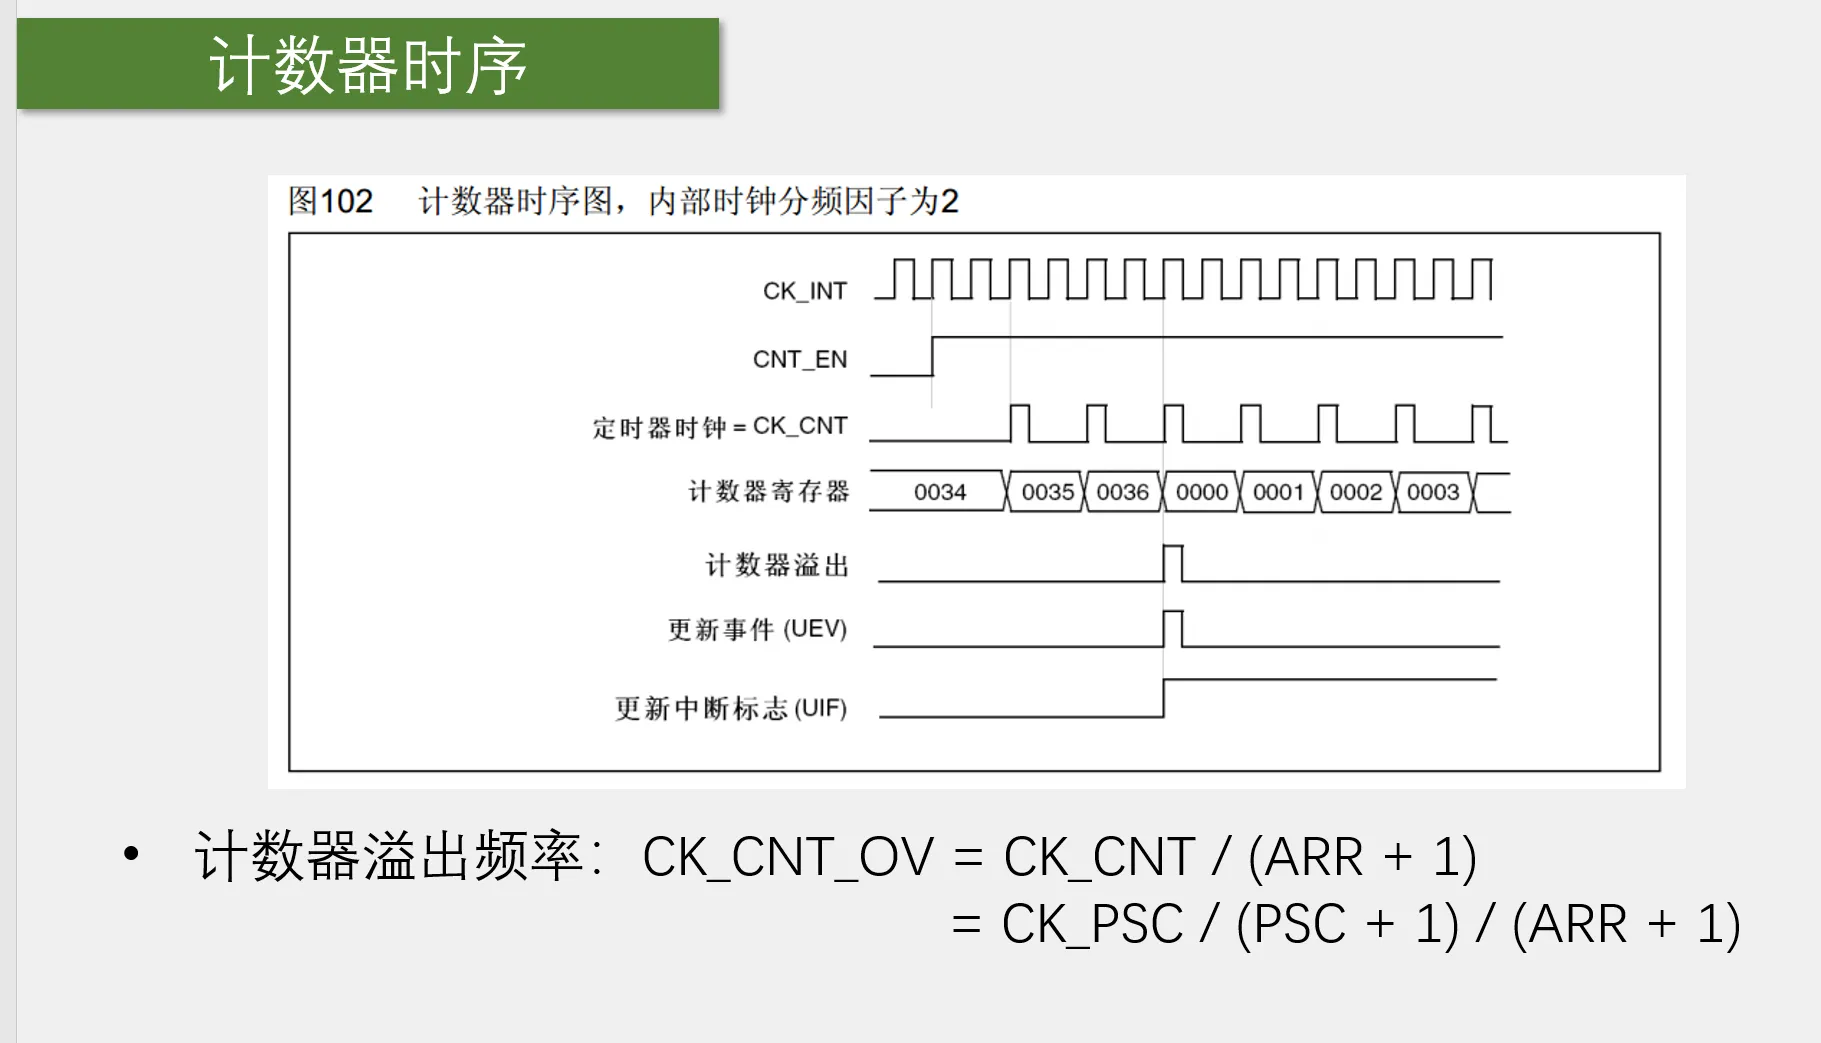 计数器时序
图102 计数器时序图，内部时钟分频因子为2
CK_INT
CNT_EN
定时器时钟 = CK_CNT
计数器寄存器 0034 0035 0036 0000 0001 0002 0003
计数器溢出
更新事件 (UEV)
更新中断标志 (UIF)
• 计数器溢出频率：CK_CNT_OV = CK_CNT / (ARR + 1)
= CK_PSC / (PSC + 1) / (ARR + 1)